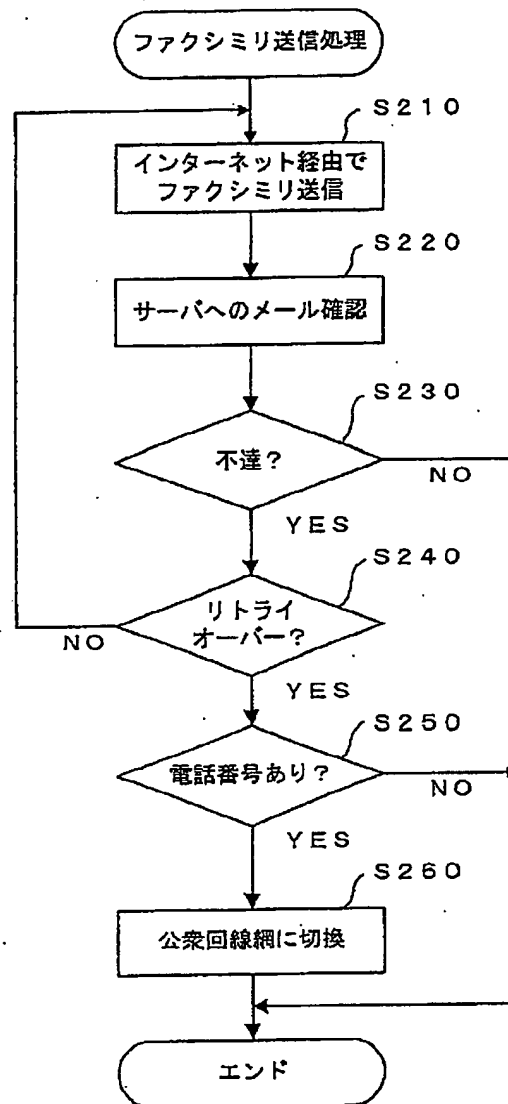 ファクシミリ送信処理
S210
インターネット経由で
ファクシミリ送信
S220
サーバへのメール確認
S230
不達?
NO
YES
S240
リトライ
オーバー?
NO
YES
S250
電話番号あり?
NO
YES
S260
公衆回線網に切換
エンド